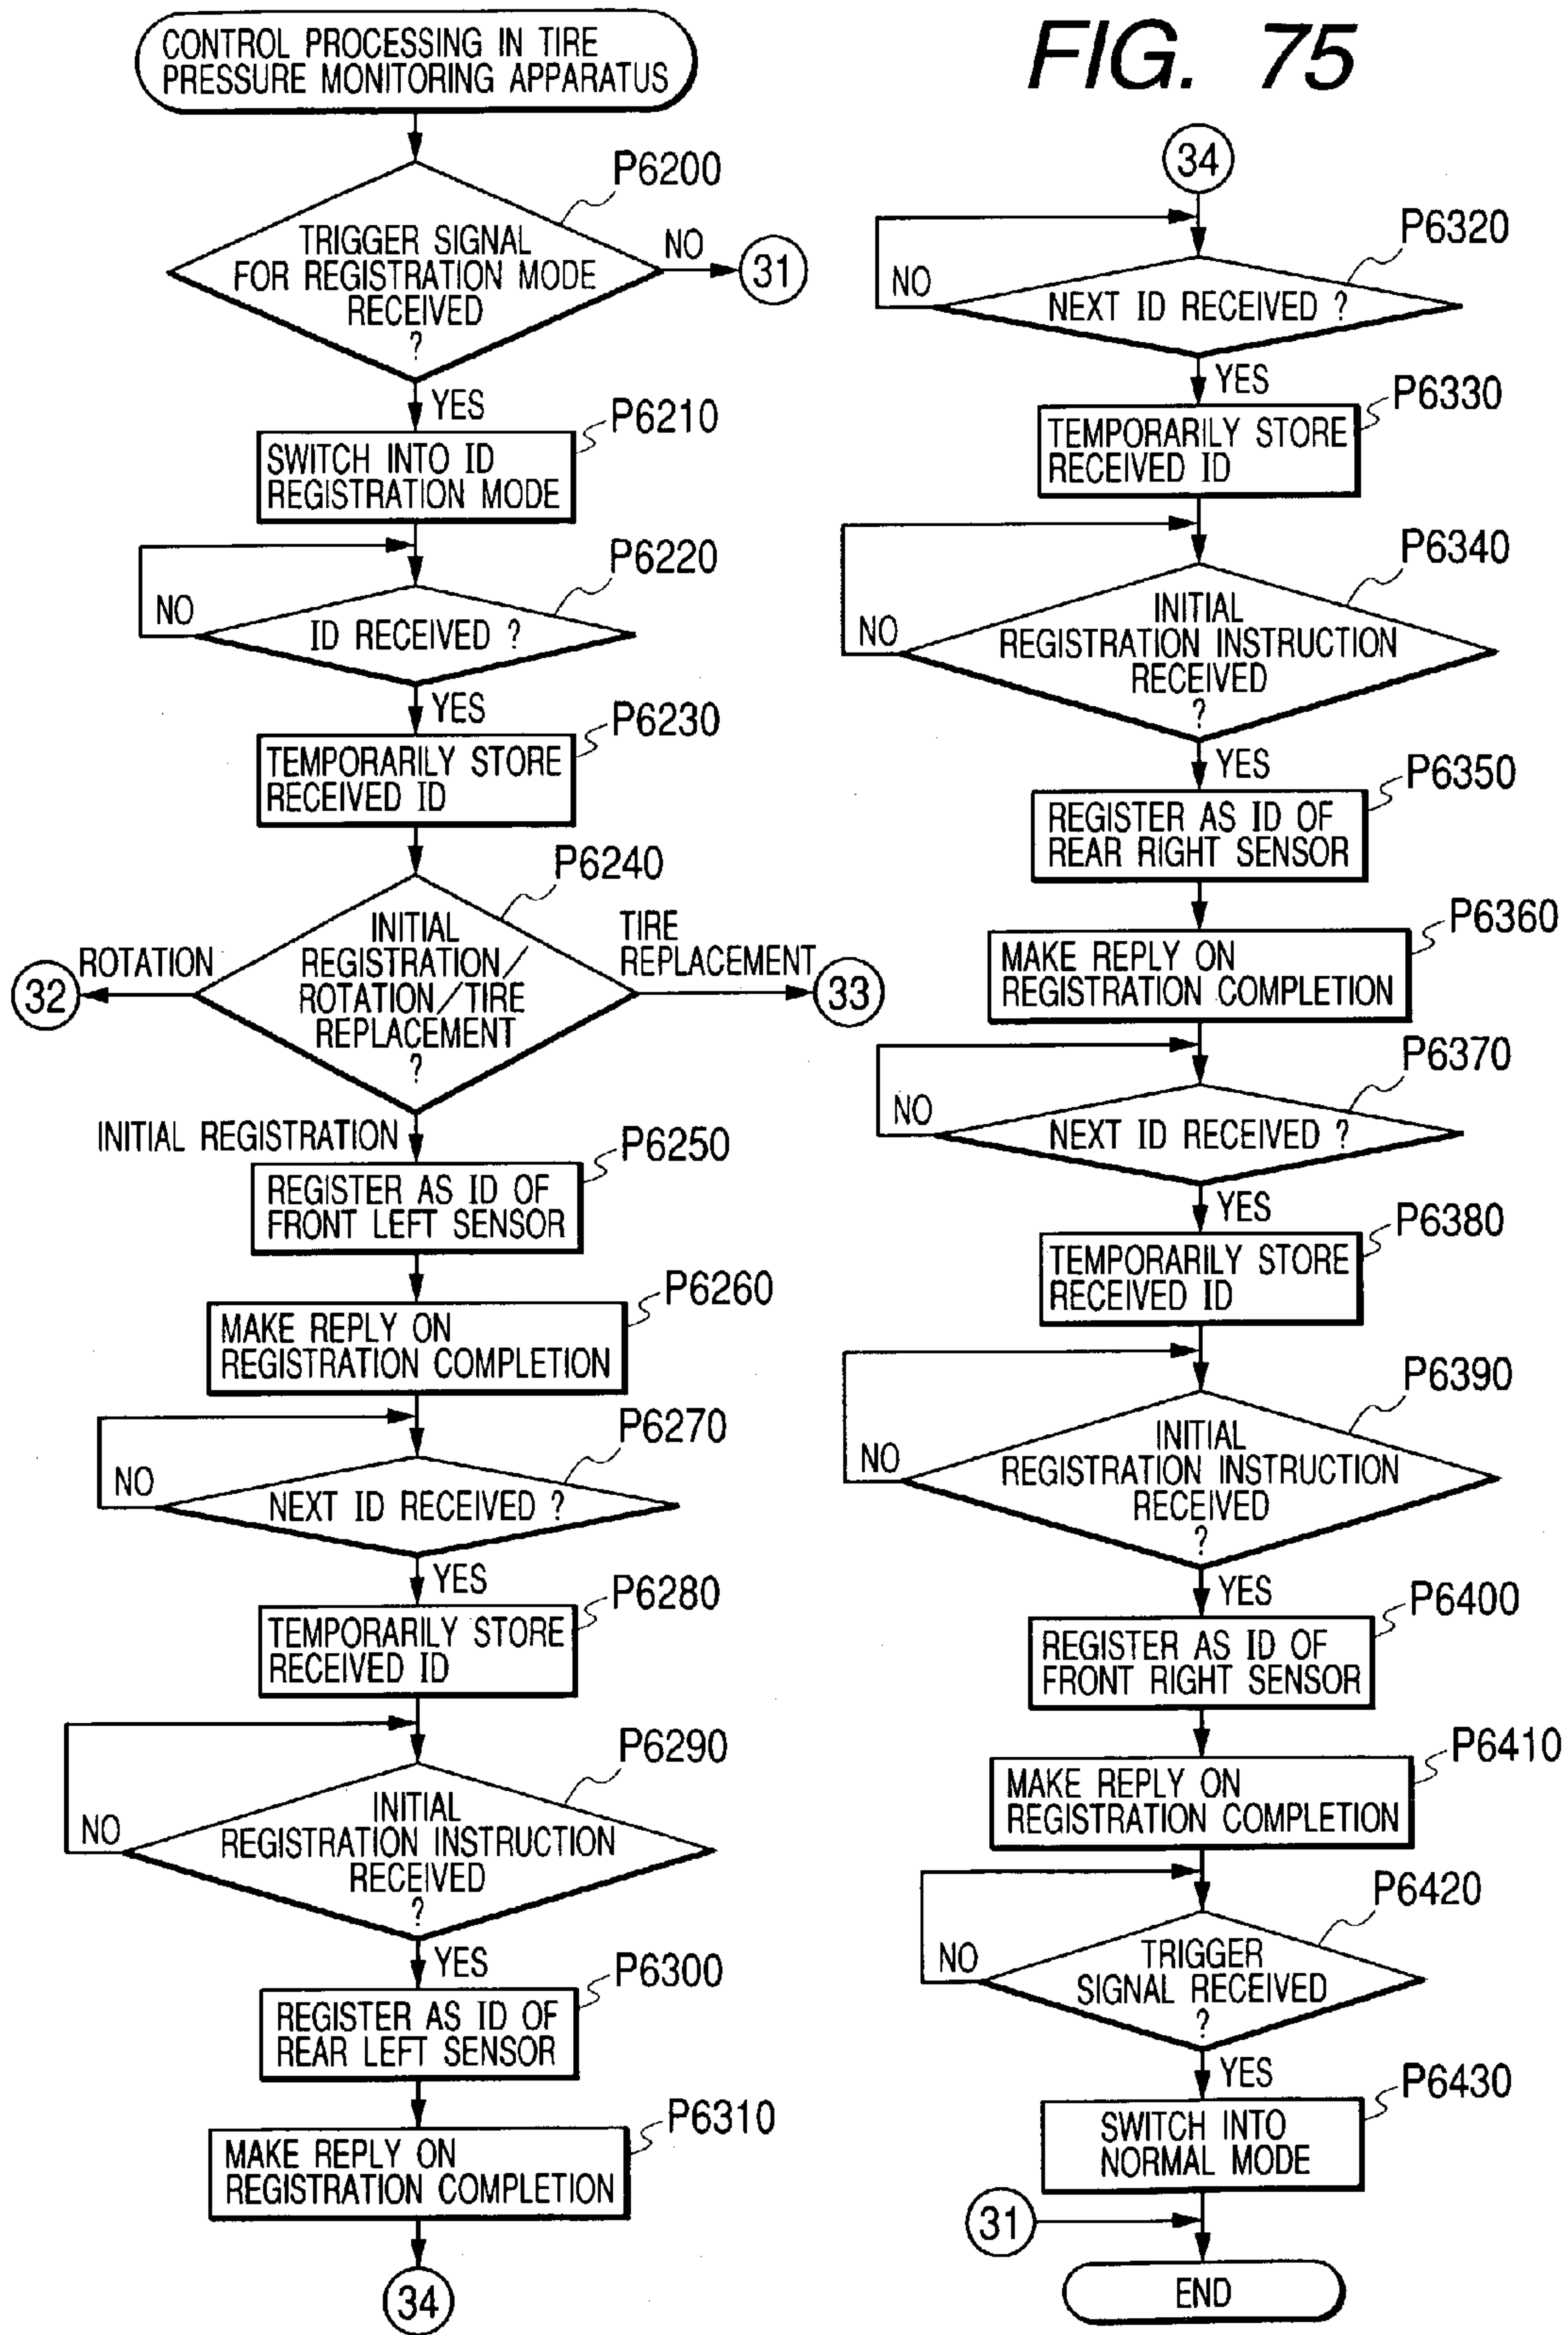 FIG. 75
CONTROL PROCESSING IN TIRE
PRESSURE MONITORING APPARATUS
P6200
TRIGGER SIGNAL
FOR REGISTRATION MODE
RECEIVED
?
NO
31
YES
P6210
SWITCH INTO ID
REGISTRATION MODE
P6220
NO
ID RECEIVED ?
YES
P6230
TEMPORARILY STORE
RECEIVED ID
P6240
INITIAL
REGISTRATION/
ROTATION/TIRE
REPLACEMENT
?
ROTATION
32
TIRE
REPLACEMENT
33
INITIAL REGISTRATION
P6250
REGISTER AS ID OF
FRONT LEFT SENSOR
P6260
MAKE REPLY ON
REGISTRATION COMPLETION
P6270
NO
NEXT ID RECEIVED ?
YES
P6280
TEMPORARILY STORE
RECEIVED ID
P6290
INITIAL
REGISTRATION INSTRUCTION
RECEIVED
?
NO
YES
P6300
REGISTER AS ID OF
REAR LEFT SENSOR
P6310
MAKE REPLY ON
REGISTRATION COMPLETION
34
34
P6320
NO
NEXT ID RECEIVED ?
YES
P6330
TEMPORARILY STORE
RECEIVED ID
P6340
INITIAL
REGISTRATION INSTRUCTION
RECEIVED
?
NO
YES
P6350
REGISTER AS ID OF
REAR RIGHT SENSOR
P6360
MAKE REPLY ON
REGISTRATION COMPLETION
P6370
NO
NEXT ID RECEIVED ?
YES
P6380
TEMPORARILY STORE
RECEIVED ID
P6390
INITIAL
REGISTRATION INSTRUCTION
RECEIVED
?
NO
YES
P6400
REGISTER AS ID OF
FRONT RIGHT SENSOR
P6410
MAKE REPLY ON
REGISTRATION COMPLETION
P6420
NO
TRIGGER
SIGNAL RECEIVED
?
YES
P6430
SWITCH INTO
NORMAL MODE
31
END